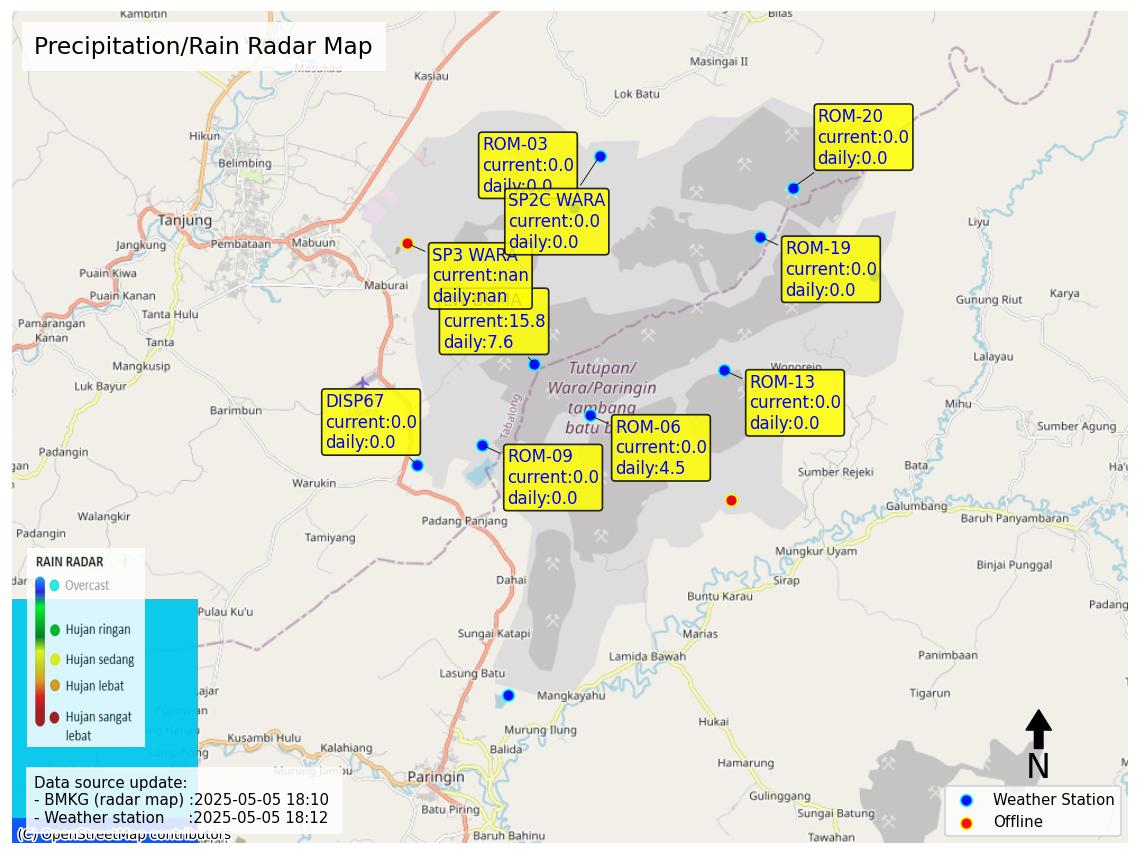 Kambitin
Bilas
Precipitation/Rain Radar Map
Masukau
Masingai II
Kasiau
Lok Batu
ROM-20
current:0.0
daily:0.0
Hikun
ROM-03
current:0.0
daily:0.0
Belimbing
SP2C WARA
current:0.0
daily:0.0
Tanjung
Liyu
Jangkung
Pembataan
Mabuun
SP3 WARA
current:nan
daily:nan
ROM-19
current:0.0
daily:0.0
Puain Kiwa
Maburai
Puain Kanan
Gunung Riut
Karya
Tanta Hulu
current:15.8
daily:7.6
Pamarangan
Kanan
Tanta
Mangkusip
Lalayau
Luk Bayur
Tutupan/
Wara/Paringin
tambang
batu b
Wonorejo
ROM-13
current:0.0
daily:0.0
Tabalong
DISP67
current:0.0
daily:0.0
Barimbun
Mihu
ROM-06
current:0.0
daily:4.5
Sumber Agung
Padangin
ROM-09
current:0.0
daily:0.0
gan
Bata
Ha'u
Sumber Rejeki
Warukin
Galumbang
Walangkir
Padang Panjang
Baruh Panyambaran
Padangin
Tamiyang
Mungkur Uyam
Binjai Punggal
RAIN RADAR
Overcast
Hujan ringan
Hujan sedang
Hujan lebat
Hujan sangat
lebat
Dahai
Sirap
Buntu Karau
Pulau Ku'u
Padang
Sungai Katapi
Marias
Lamida Bawah
Panimbaan
Lasung Batu
ajar
Mangkayahu
Tigarun
Hukai
Murung Ilung
Kusambi Hulu
Kalahiang
Balida
Hamarung
N
Murung Jambu
Paringin
Data source update:
- BMKG (radar map) :2025-05-05 18:10
- Weather station :2025-05-05 18:12
Gulinggang
Weather Station
Offline
Batu Piring
Sungai Batung
Baruh Bahinu
Tawahan
(C) OpenStreetMap contributors